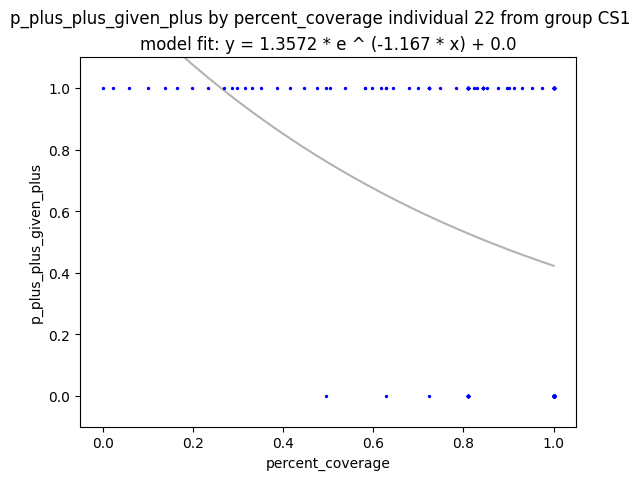 p_plus_plus_given_plus by percent_coverage individual 22 from group CS1
model fit: y = 1.3572 * e ^ (-1.167 * x) + 0.0
p_plus_plus_given_plus
1.0
0.8
0.6
0.4
0.2
0.0
0.0 0.2 0.4 0.6 0.8 1.0
percent_coverage